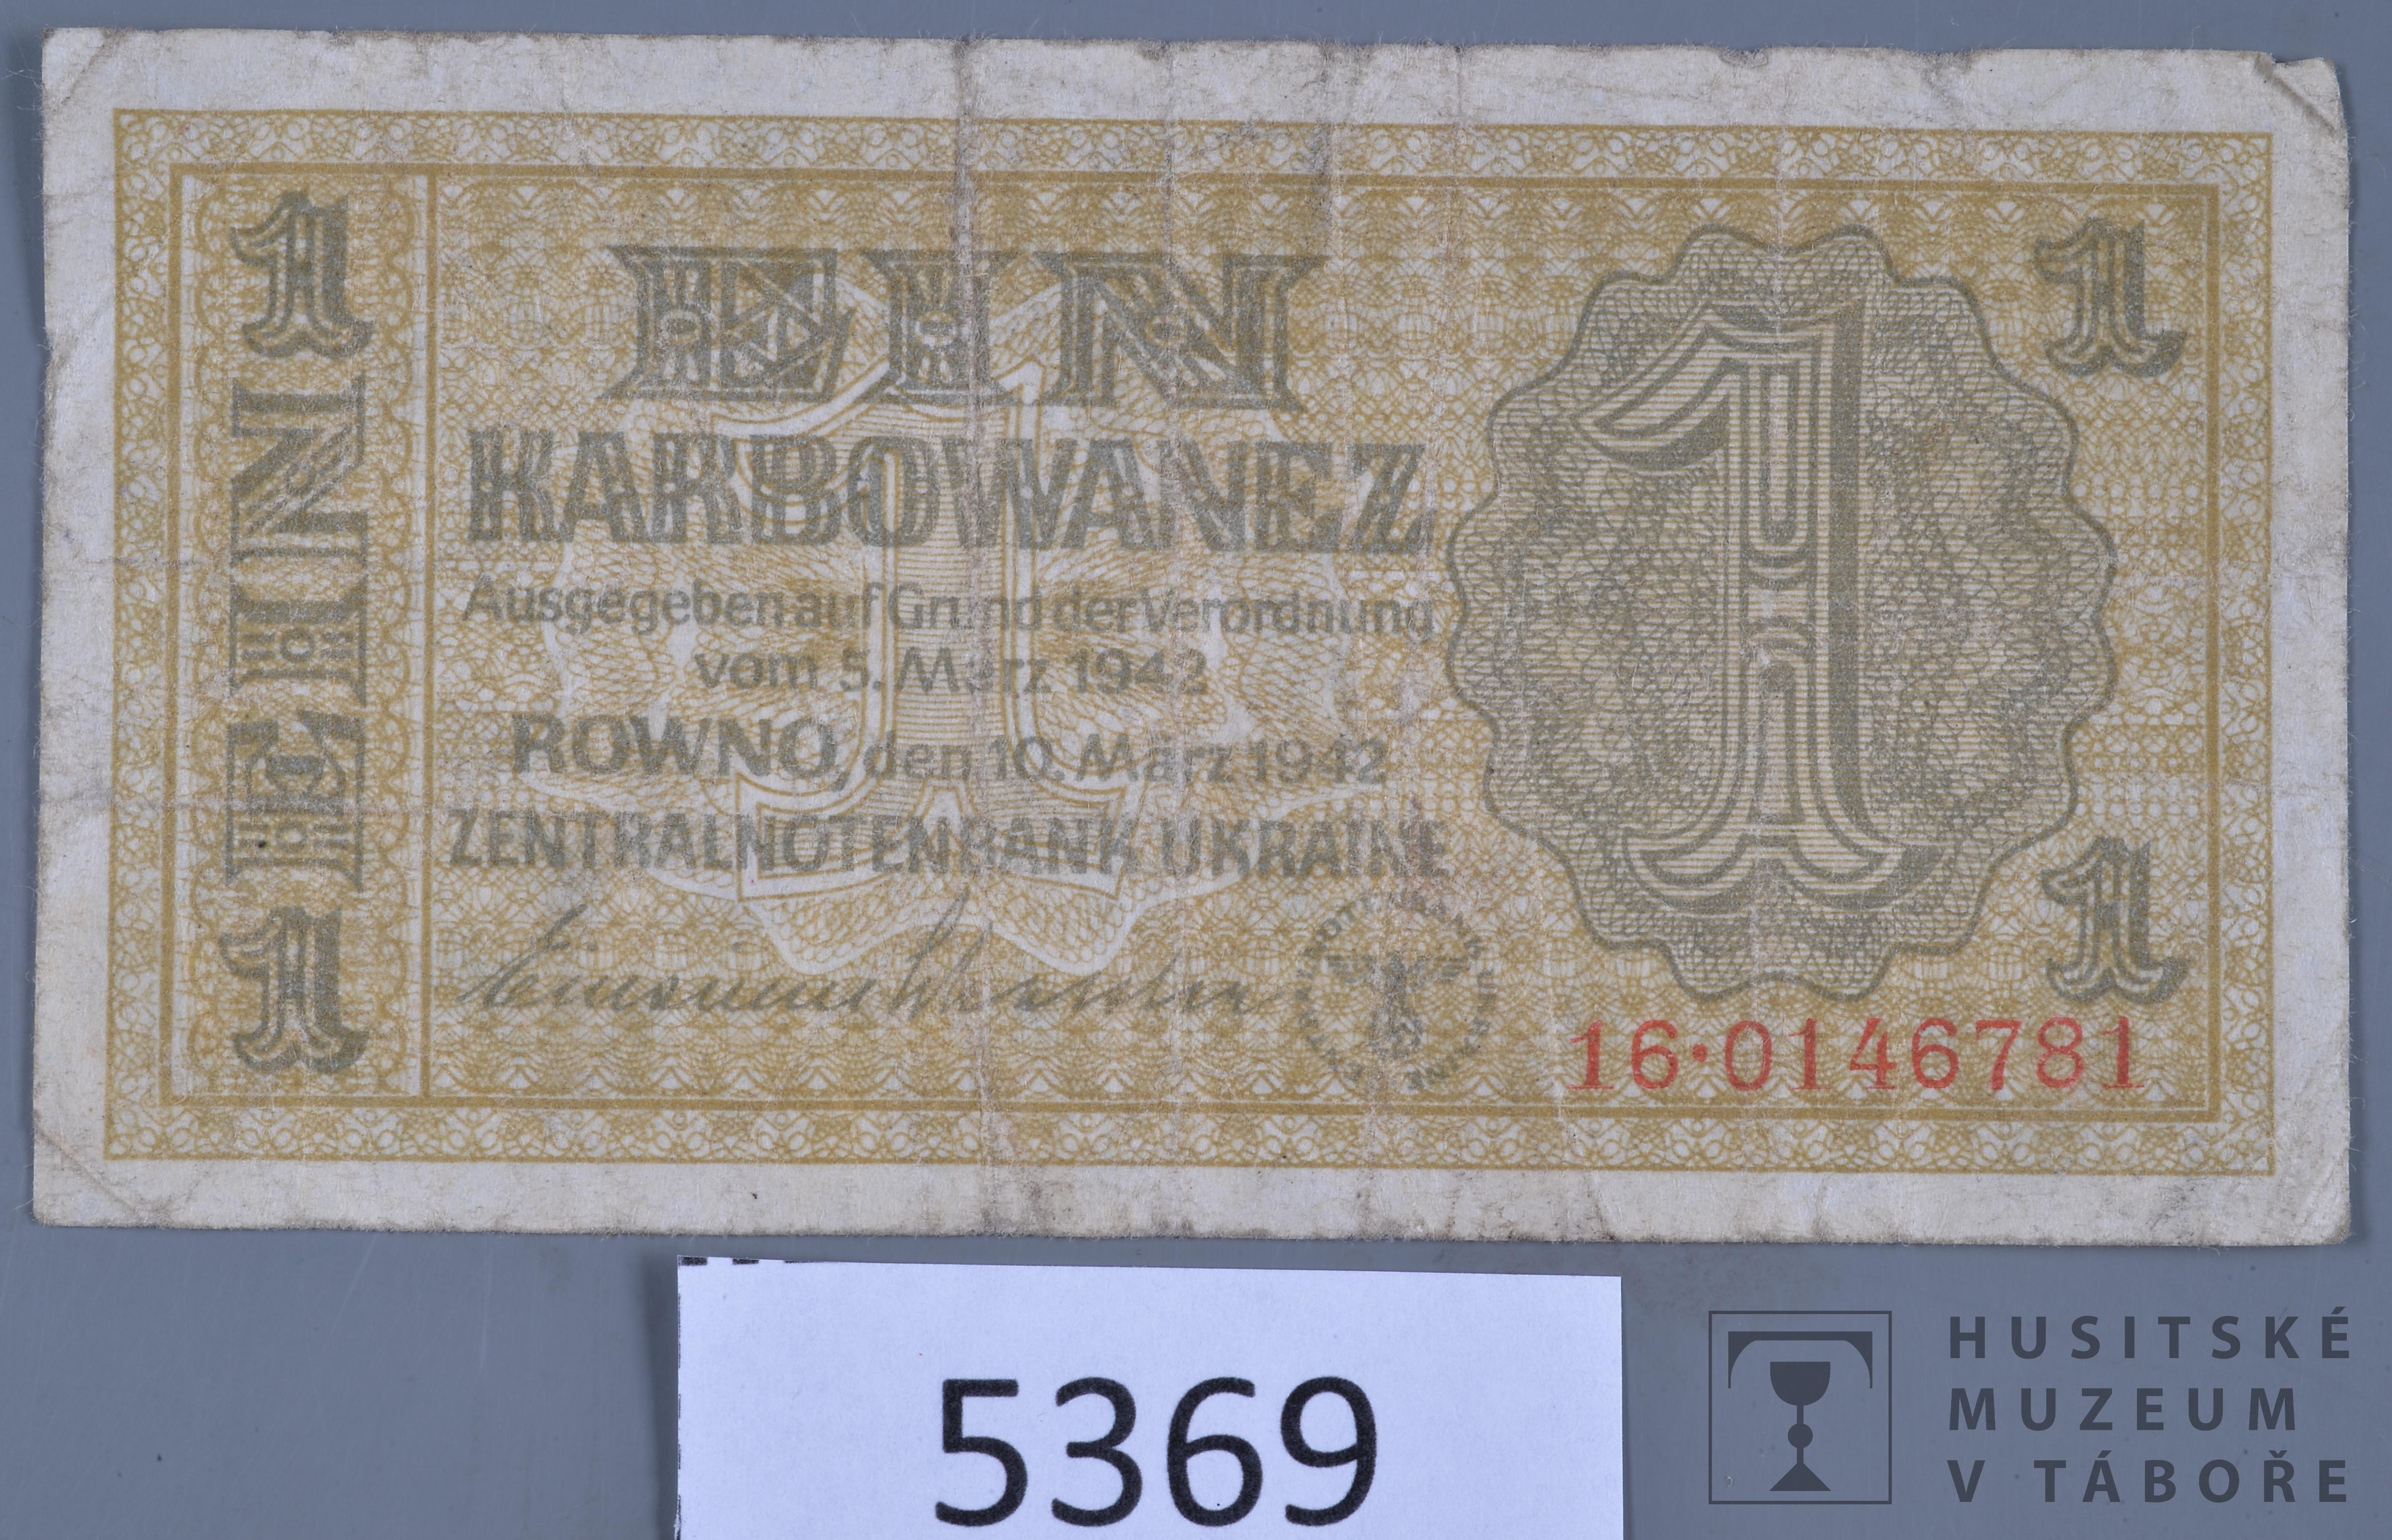 1
EIN
1
EIN
KARBOWANEZ
Ausgegeben auf Grund der Verordnung
vom 5. März 1942
ROWNO, den 10. März 1942
ZENTRALNOTENBANK UKRAINE
1
1
1
16·0146781
5369
HUSITSKÉ
MUZEUM
V TÁBOŘE